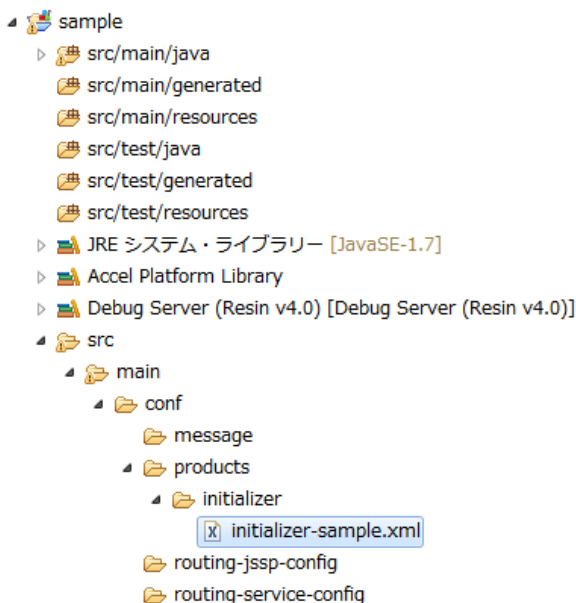 sample
src/main/java
src/main/generated
src/main/resources
src/test/java
src/test/generated
src/test/resources
JRE システム・ライブラリー [JavaSE-1.7]
Accel Platform Library
Debug Server (Resin v4.0) [Debug Server (Resin v4.0)]
src
main
conf
message
products
initializer
initializer-sample.xml
routing-jssp-config
routing-service-config